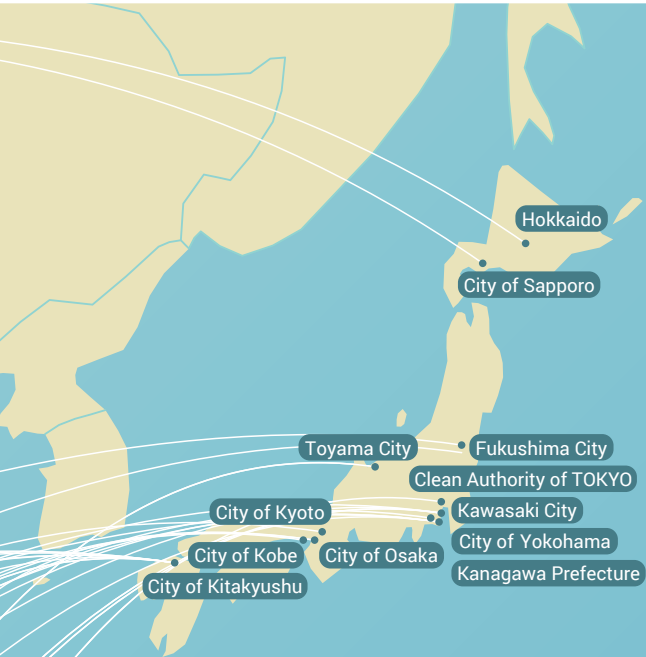 Hokkaido
City of Sapporo
Toyama City
Fukushima City
Clean Authority of TOKYO
City of Kyoto
Kawasaki City
City of Yokohama
City of Kobe
City of Osaka
Kanagawa Prefecture
City of Kitakyushu